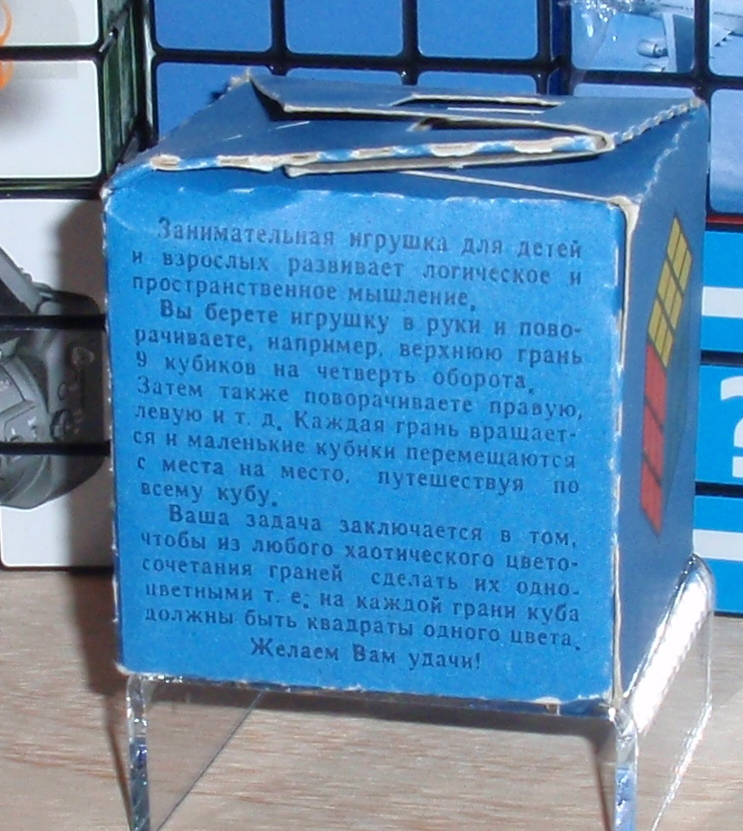 Занимательная игрушка для детей
и взрослых развивает логическое и
пространственное мышление.
Вы берете игрушку в руки и пово-
рачиваете, например, верхнюю грань
9 кубиков на четверть оборота.
Затем также поворачиваете правую,
левую и т. д. Каждая грань вращает-
ся и маленькие кубики перемещаются
с места на место, путешествуя по
всему кубу.
Ваша задача заключается в том,
чтобы из любого хаотического цвето-
сочетания граней сделать их одно-
цветными т. е. на каждой грани куба
должны быть квадраты одного цвета.
Желаем Вам удачи!